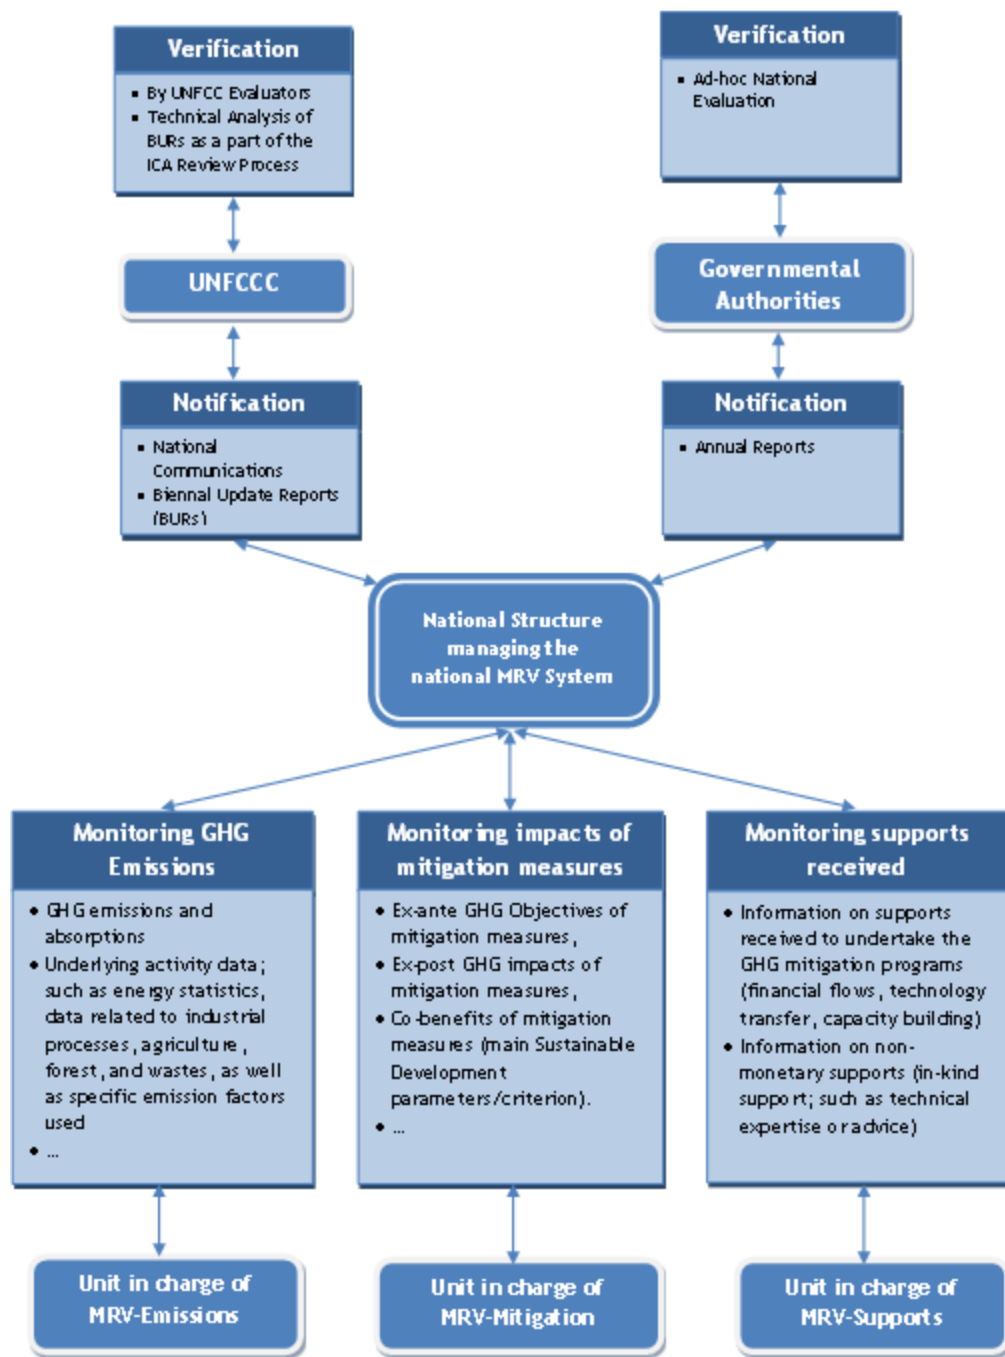 Verification
▪ By UNFCC Evaluators
▪ Technical Analysis of
BURs as a part of the
ICA Review Process
Verification
▪ Ad-hoc National
Evaluation
UNFCCC
Governmental
Authorities
Notification
▪ National
Communications
▪ Biennal Update Reports
(BURs)
Notification
▪ Annual Reports
National Structure
managing the
national MRV System
Monitoring GHG
Emissions
• GHG emissions and
absorptions
• Underlying activity data;
such as energy statistics,
data related to industrial
processes, agriculture,
forest, and wastes, as well
as specific emission factors
used
• ...
Monitoring impacts of
mitigation measures
• Ex-ante GHG Objectives of
mitigation measures,
• Ex-post GHG impacts of
mitigation measures,
• Co-benefits of mitigation
measures (main Sustainable
Development
parameters/criterion).
• ...
Monitoring supports
received
• Information on supports
received to undertake the
GHG mitigation programs
(financial flows, technology
transfer, capacity building)
• Information on non-
monetary supports (in-kind
support; such as technical
expertise or advice)
Unit in charge of
MRV-Emissions
Unit in charge of
MRV-Mitigation
Unit in charge of
MRV-Supports